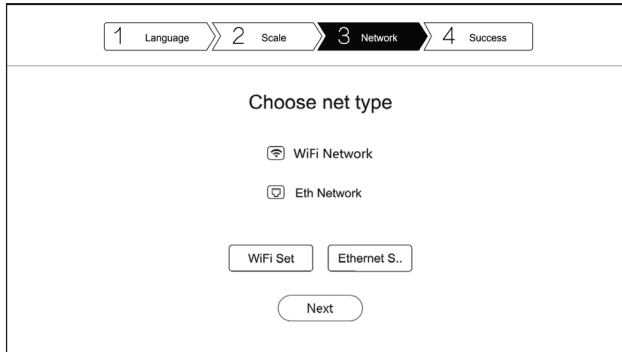 1 Language 2 Scale 3 Network 4 Success
Choose net type
WiFi Network
Eth Network
WiFi Set Ethernet S..
Next